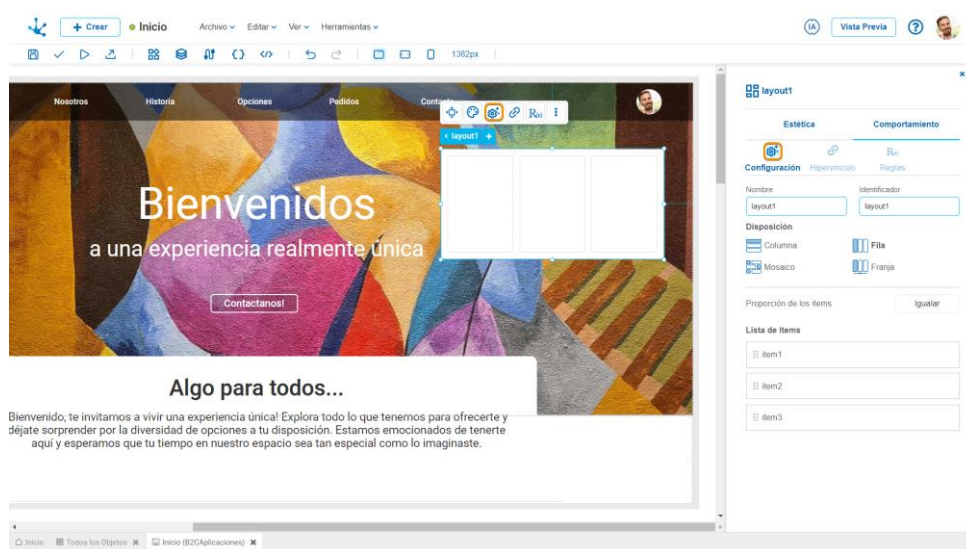 + Crear
Inicio
Archivo
Editar
Ver
Herramientas
IA
Vista Previa
?
1382px
layout1
Estética
Comportamiento
Configuración
Hipervínculo
Reglas
Nombre
Identificador
layout1
layout1
Disposición
Columna
Fila
Mosaico
Franja
Proporción de los items
Igualar
Lista de Items
item1
item2
item3
Nosotros
Historia
Opciones
Pedidos
< layout1 +
Bienvenidos
a una experiencia realmente única
Contactanos!
Algo para todos...
Bienvenido, te invitamos a vivir una experiencia única! Explora todo lo que tenemos para ofrecerte y
déjate sorprender por la diversidad de opciones a tu disposición. Estamos emocionados de tenerte
aquí y esperamos que tu tiempo en nuestro espacio sea tan especial como lo imaginaste.
Inicio
Todos los Objetos
Inicio (B2CAplicaciones)